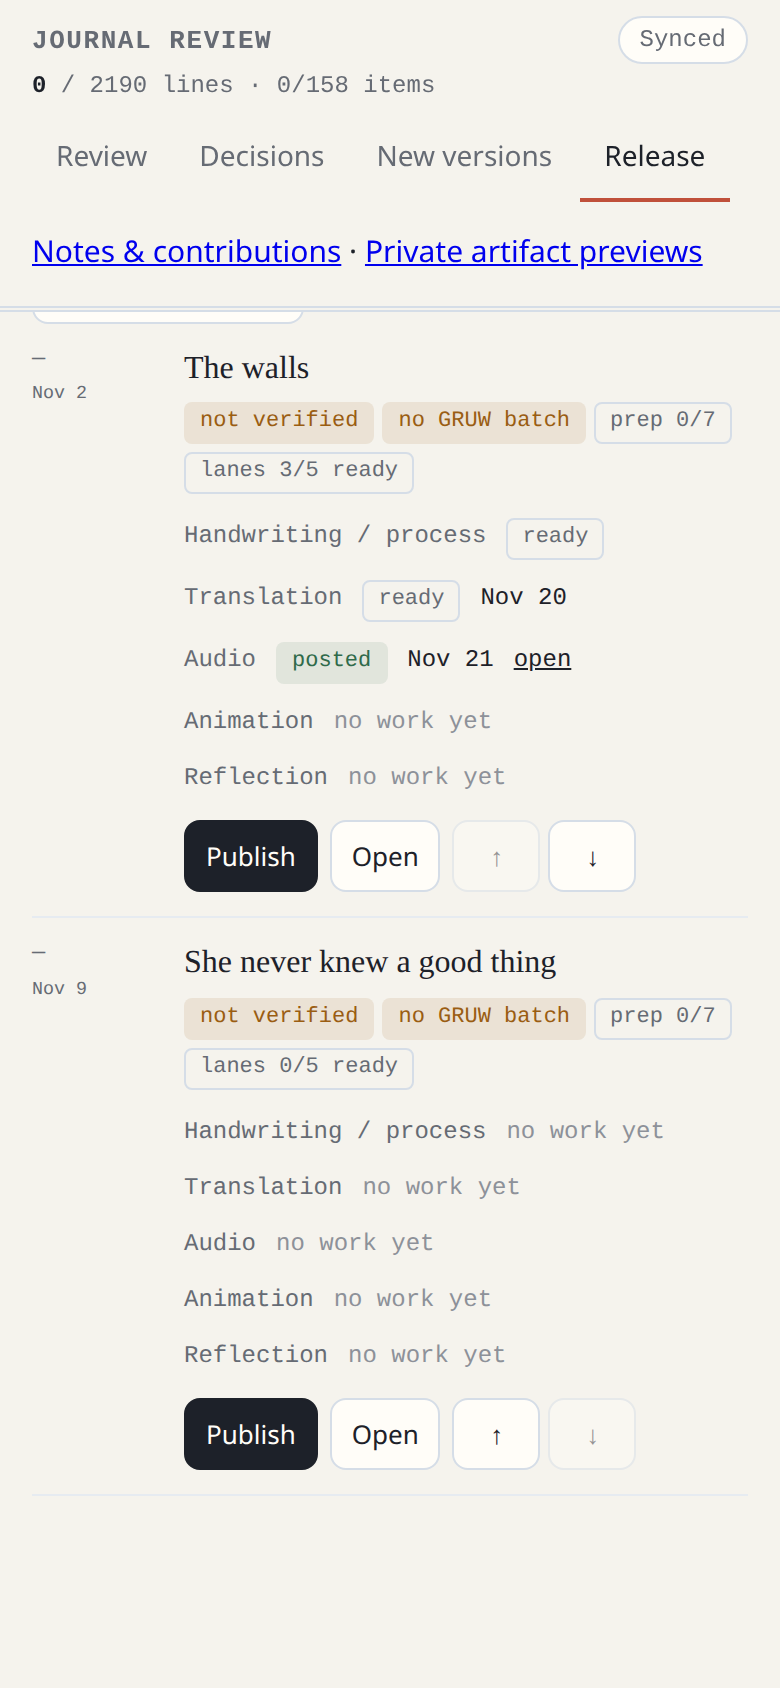 JOURNAL REVIEW
Synced
0 / 2190 lines · 0/158 items
Review Decisions New versions Release
Notes & contributions · Private artifact previews
—
Nov 2
The walls
not verified no GRUW batch prep 0/7
lanes 3/5 ready
Handwriting / process ready
Translation ready Nov 20
Audio posted Nov 21 open
Animation no work yet
Reflection no work yet
Publish Open ↑ ↓
—
Nov 9
She never knew a good thing
not verified no GRUW batch prep 0/7
lanes 0/5 ready
Handwriting / process no work yet
Translation no work yet
Audio no work yet
Animation no work yet
Reflection no work yet
Publish Open ↑ ↓